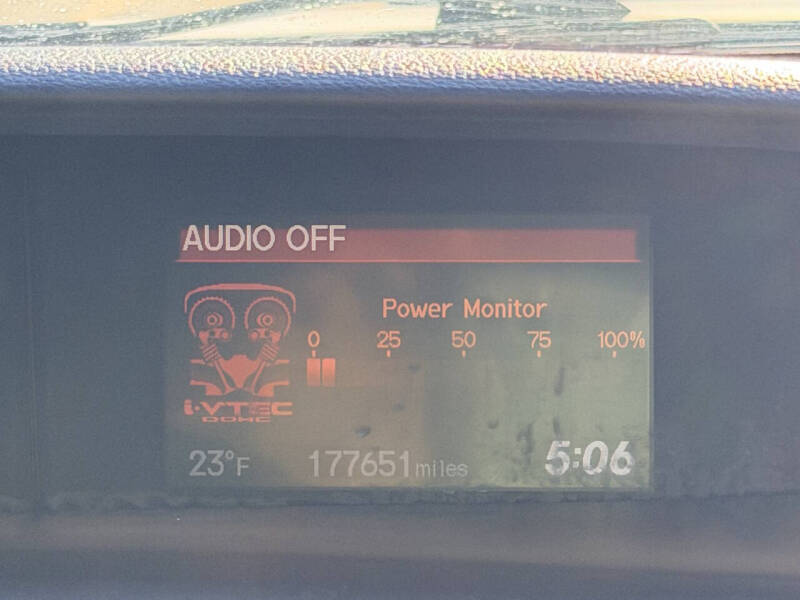 AUDIO OFF
Power Monitor
0 25 50 75 100%
i-VTEC
DOHC
23°F 177651 miles 5:06